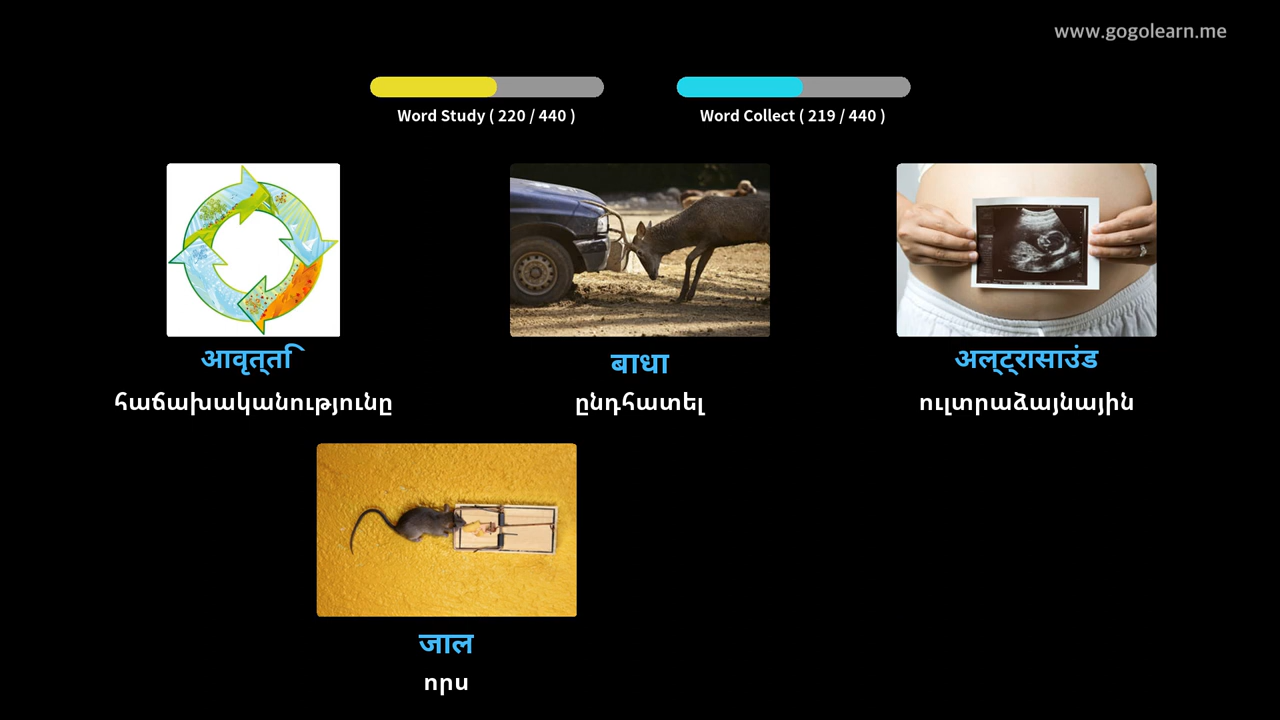 www.gogolearn.me
Word Study ( 220 / 440 )
Word Collect ( 219 / 440 )
आवृत्ति
बाधा
अल्ट्रासाउंड
հաճախականությունը
ընդհատել
ուլտրաձայնային
जाल
որս